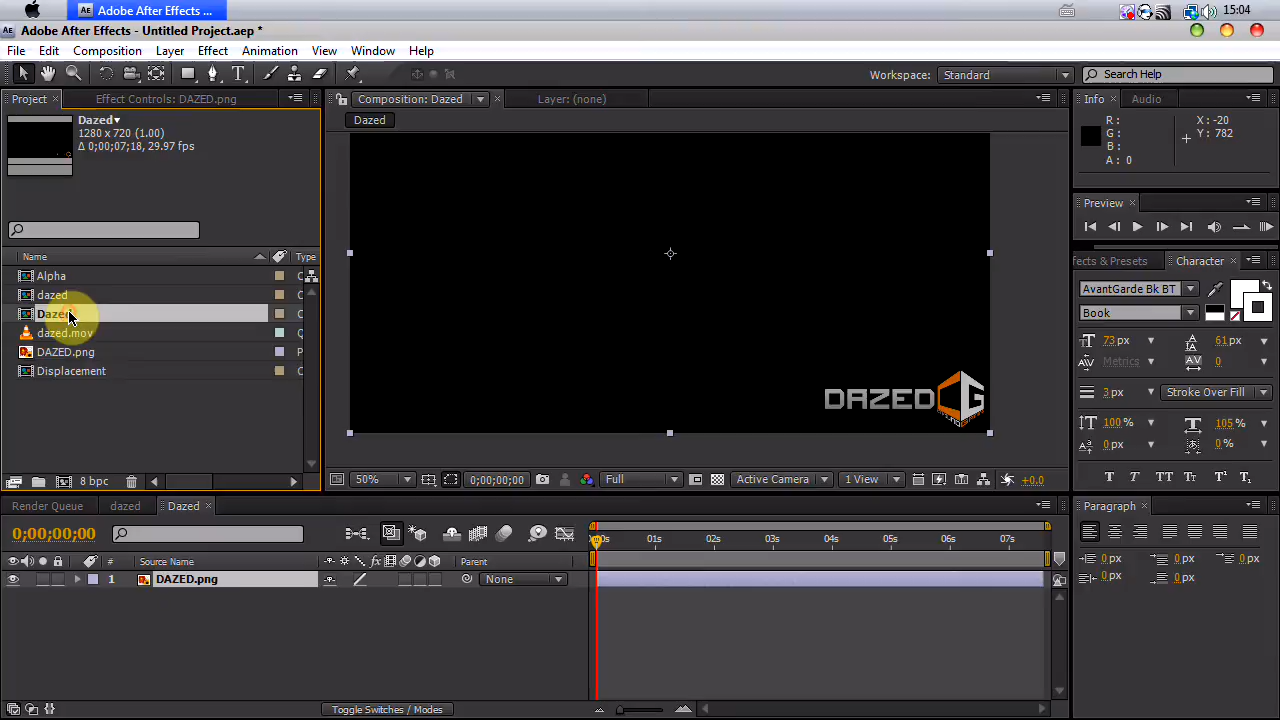 Adobe After Effects ...
15:04
Adobe After Effects - Untitled Project.aep *
File Edit Composition Layer Effect Animation View Window Help
Workspace: Standard Search Help
Project Effect Controls: DAZED.png
Composition: Dazed Layer: (none)
Info Audio
Dazed
1280 x 720 (1.00)
Δ 0;00;07;18, 29.97 fps
Dazed
R :
G :
B :
A : 0
X : -20
Y : 782
Preview
Name Type
Alpha
dazed
Dazed
dazed.mov
DAZED.png
Displacement
ffects & Presets Character
AvantGarde Bk BT
Book
73 px 61 px
Metrics 0
3 px Stroke Over Fill
100 % 105 %
0 px 0 %
T T TT Tt T¹ T₁
DAZED CG
8 bpc
50% 0;00;00;00 Full Active Camera 1 View +0.0
Render Queue dazed Dazed
Paragraph
0;00;00;00
# Source Name Parent
1 DAZED.png None
01s 02s 03s 04s 05s 06s 07s
0 px 0 px 0 px
0 px 0 px
Toggle Switches / Modes